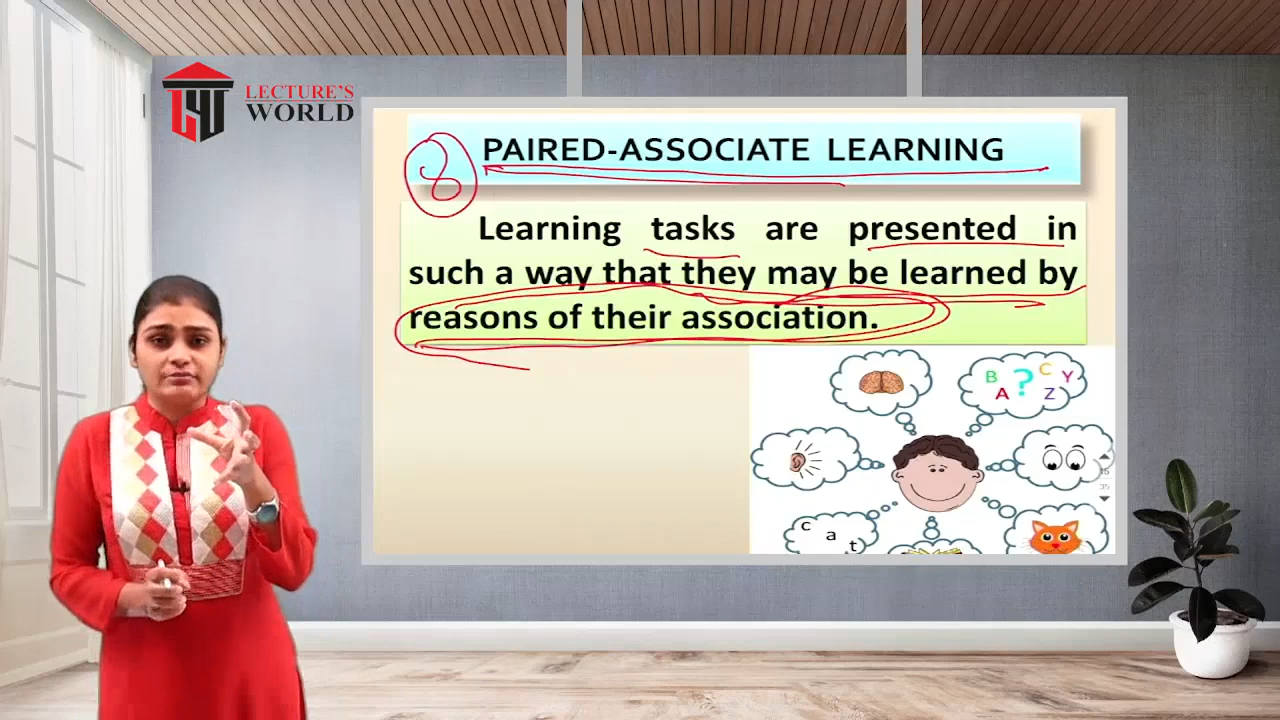 LECTURE'S
WORLD
8
PAIRED-ASSOCIATE LEARNING
Learning tasks are presented in
such a way that they may be learned by
reasons of their association.
B ? C Y
A Z
c a t